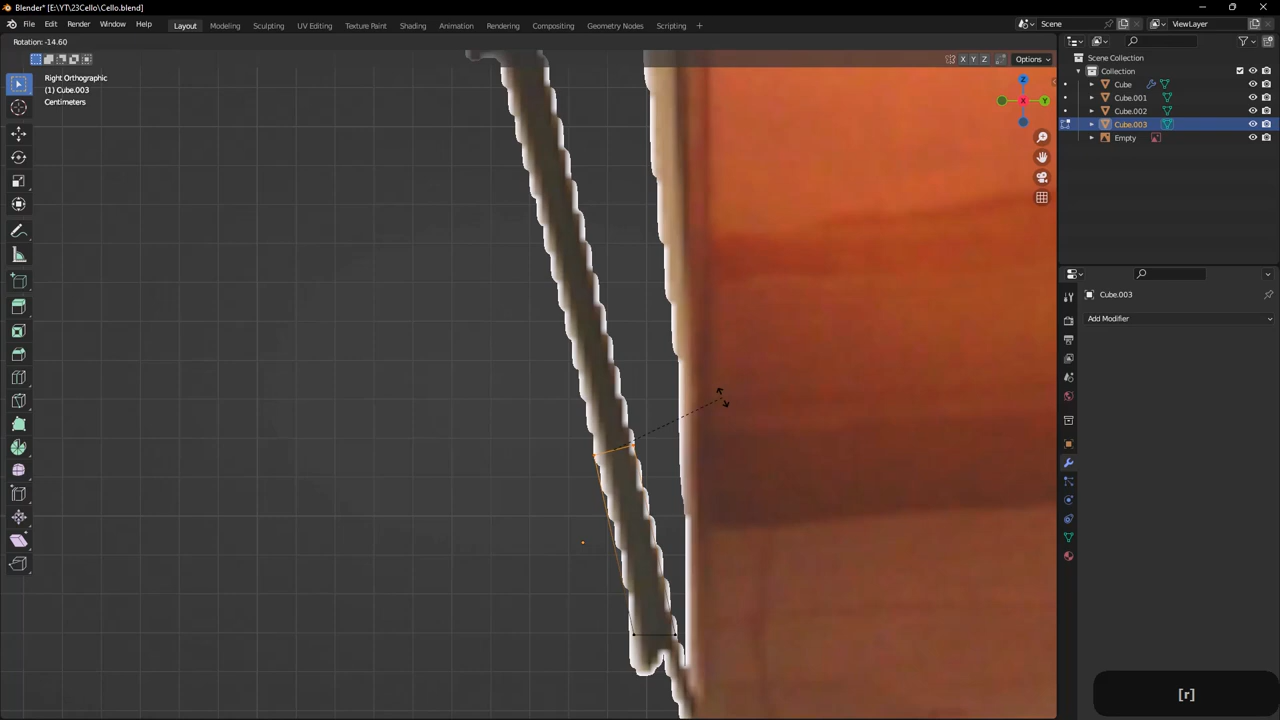 Blender* [E:\YT\23Cello\Cello.blend]
File Edit Render Window Help Layout Modeling Sculpting UV Editing Texture Paint Shading Animation Rendering Compositing Geometry Nodes Scripting + Scene ViewLayer
Rotation: -14.60
X Y Z Options
Right Orthographic
(1) Cube.003
Centimeters
Z
X Y
Scene Collection
Collection
Cube
Cube.001
Cube.002
Cube.003
Empty
Cube.003
Add Modifier
[r]